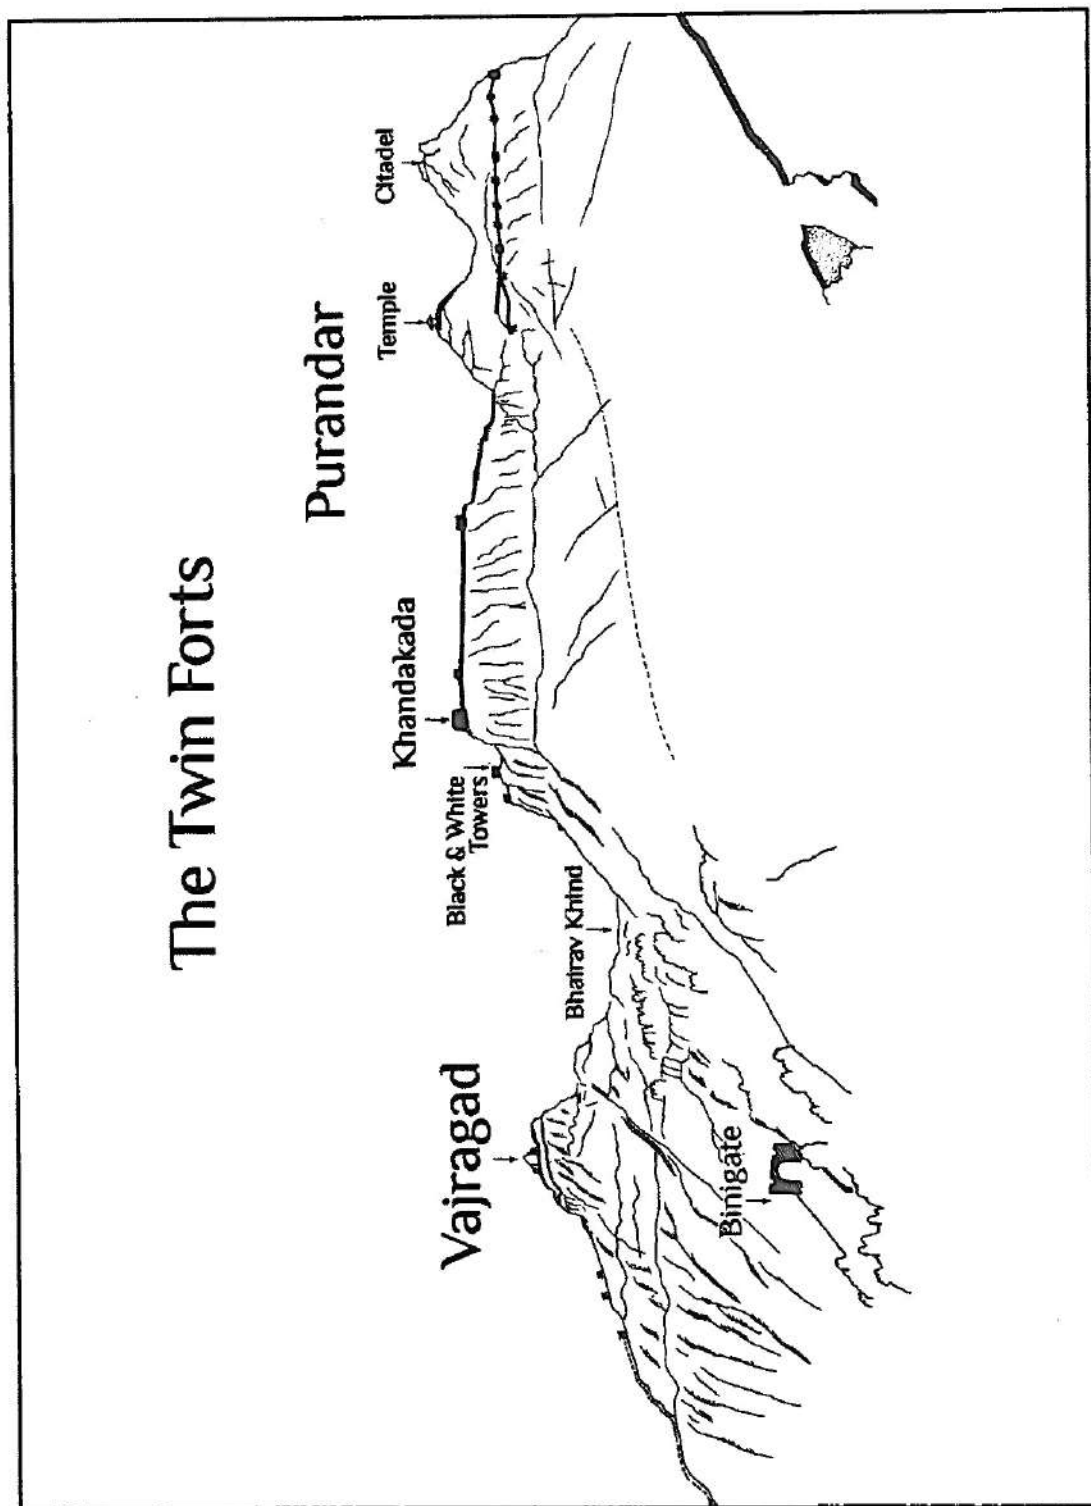 The Twin Forts
Purandar
Vajragad
Citadel
Temple
Khandakada
Black & White
Towers
Bhairav Khind
Binigate